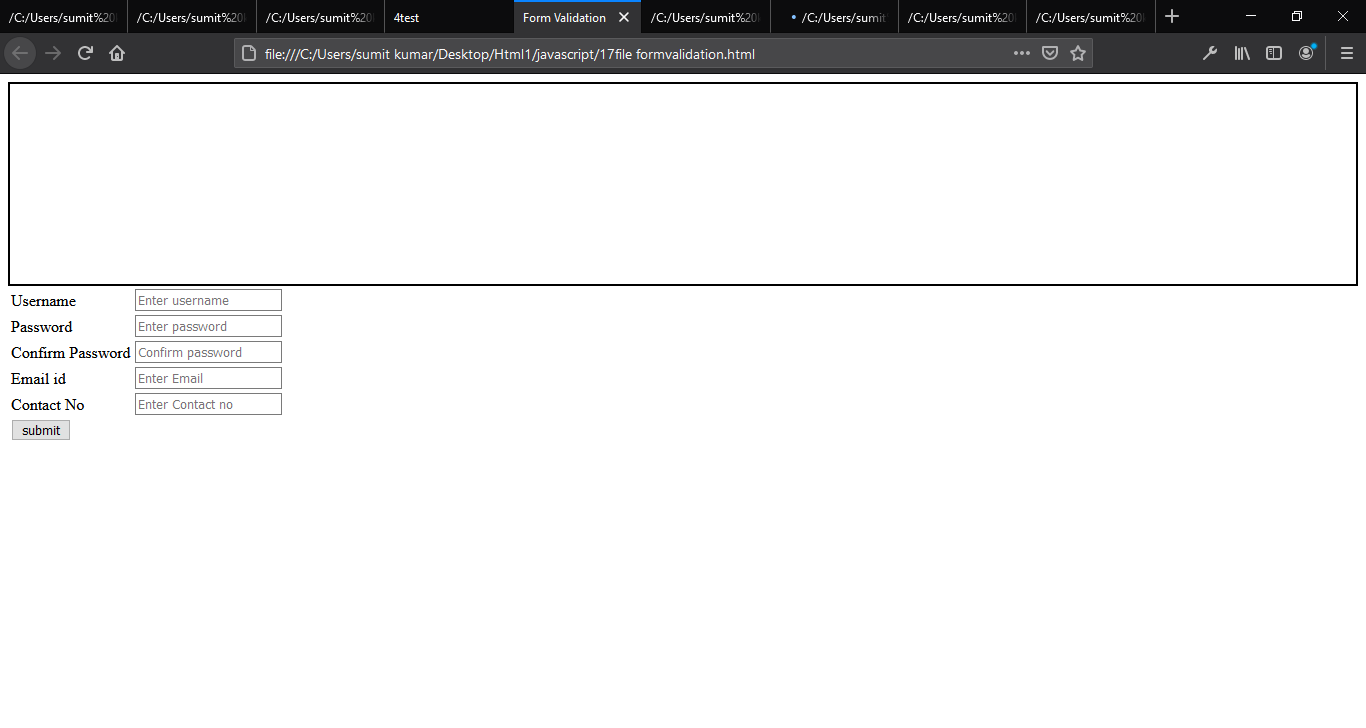 /C:/Users/sumit%20
/C:/Users/sumit%20
/C:/Users/sumit%20
4test
Form Validation
/C:/Users/sumit%20
/C:/Users/sumit
/C:/Users/sumit%20
/C:/Users/sumit%20
file:///C:/Users/sumit kumar/Desktop/Html1/javascript/17file formvalidation.html
Username Enter username
Password Enter password
Confirm Password Confirm password
Email id Enter Email
Contact No Enter Contact no
submit